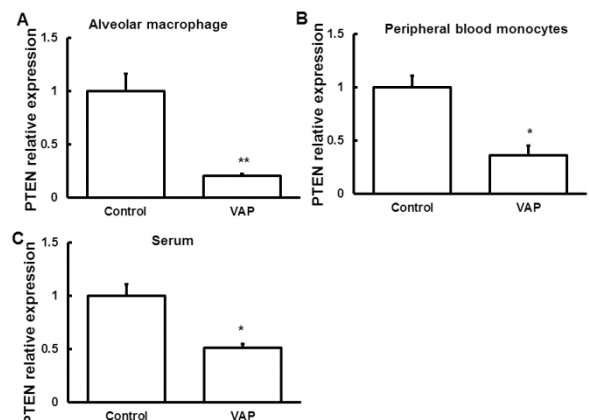 A
Alveolar macrophage
PTEN relative expression
1.5
1
0.5
0
**
Control
VAP
B
Peripheral blood monocytes
PTEN relative expression
1.5
1
0.5
0
*
Control
VAP
C
Serum
PTEN relative expression
1.5
1
0.5
0
*
Control
VAP